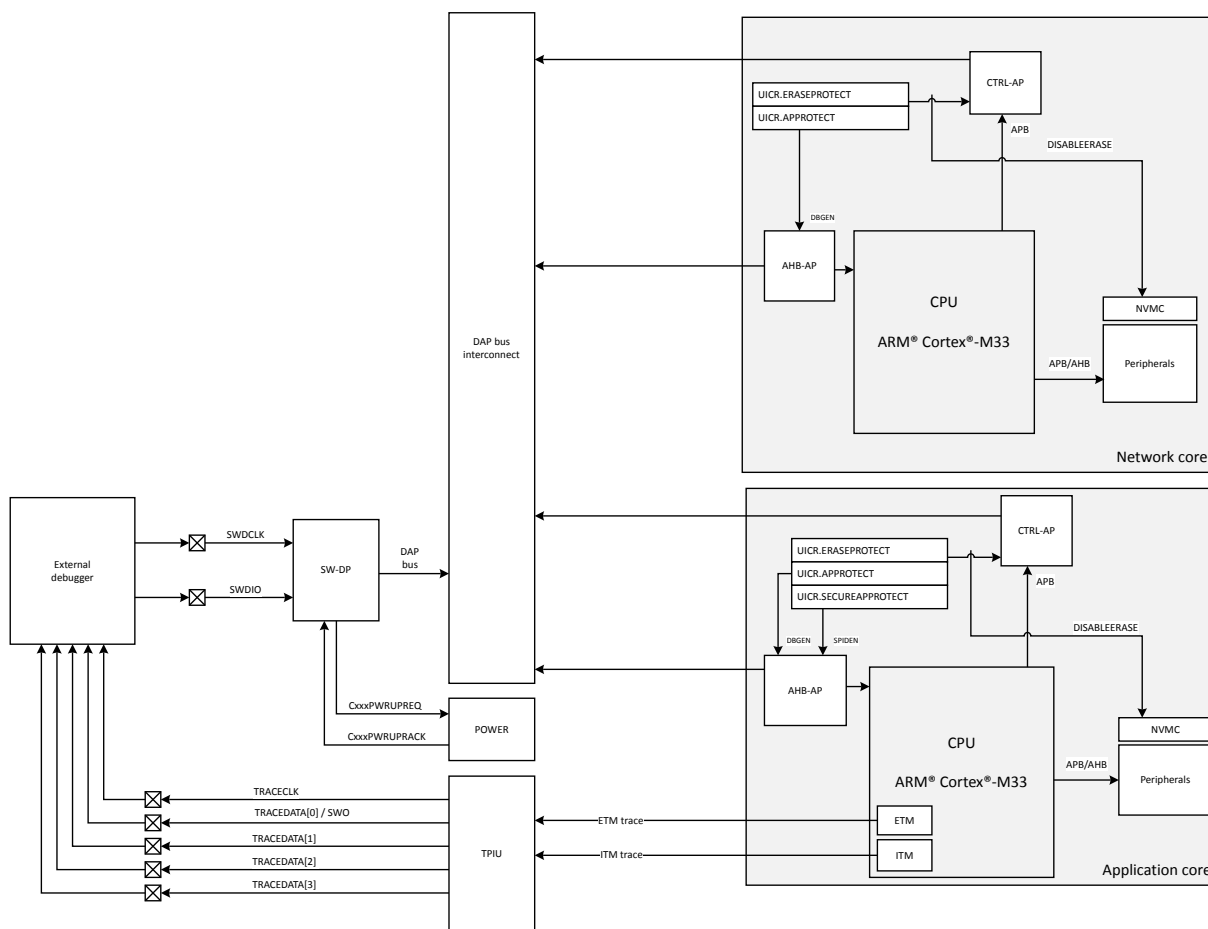 CTRL-AP
UICR.ERASEPROTECT
UICR.APPROTECT
APB
DISABLEERASE
DBGEN
AHB-AP
CPU
ARM® Cortex®-M33
NVMC
Peripherals
APB/AHB
Network core
DAP bus
interconnect
External
debugger
SWDCLK
SWDIO
SW-DP
DAP
bus
CxxxPWRUPREQ
CxxxPWRUPRACK
POWER
CTRL-AP
UICR.ERASEPROTECT
UICR.APPROTECT
UICR.SECUREAPPROTECT
APB
DISABLEERASE
DBGEN
SPIDEN
AHB-AP
CPU
ARM® Cortex®-M33
NVMC
Peripherals
APB/AHB
ETM
ITM
Application core
ETM trace
ITM trace
TPIU
TRACECLK
TRACEDATA[0] / SWO
TRACEDATA[1]
TRACEDATA[2]
TRACEDATA[3]